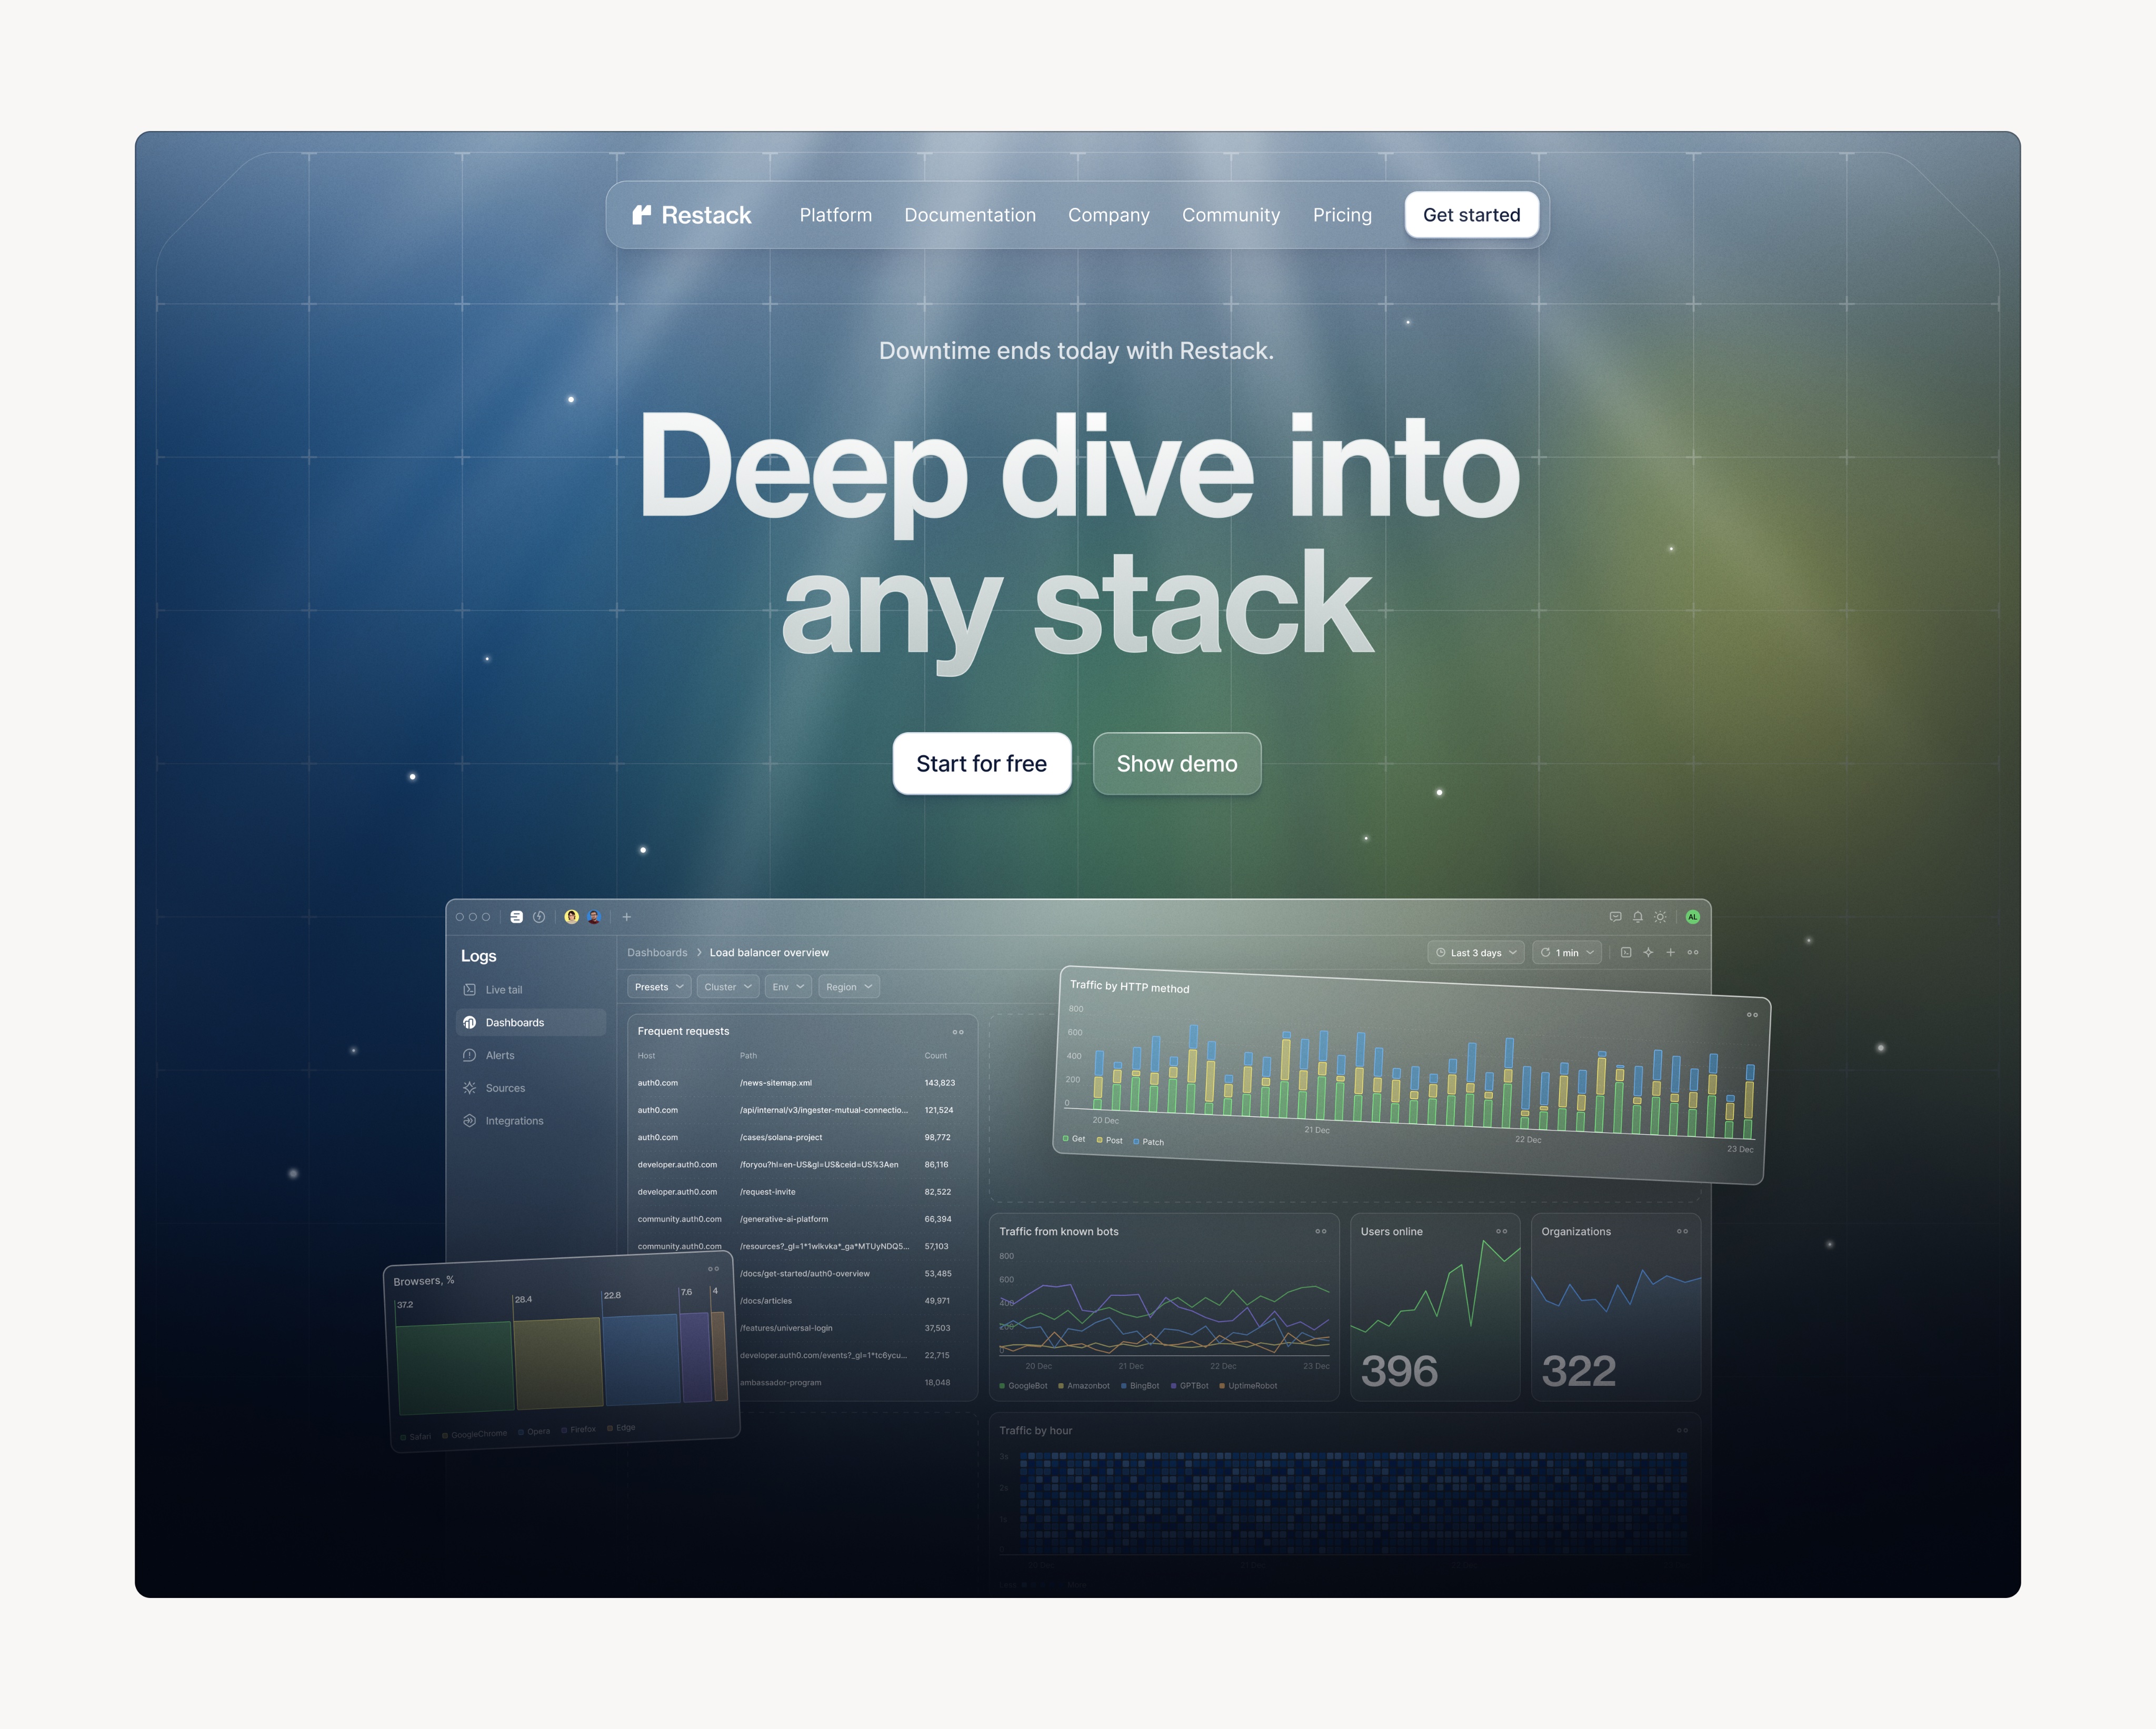 Restack
Platform
Documentation
Company
Community
Pricing
Get started
Downtime ends today with Restack.
Deep dive into
any stack
Start for free
Show demo
AL
Logs
Live tail
Dashboards
Alerts
Sources
Integrations
Dashboards > Load balancer overview
Last 3 days
1 min
Presets
Cluster
Env
Region
Frequent requests
Host Path Count
auth0.com /news-sitemap.xml 143,823
auth0.com /api/internal/v3/ingester-mutual-connectio... 121,524
auth0.com /cases/solana-project 98,772
developer.auth0.com /foryou?hl=en-US&gl=US&ceid=US%3Aen 86,116
developer.auth0.com /request-invite 82,522
community.auth0.com /generative-ai-platform 66,394
community.auth0.com /resources?_gl=1*1wlkvka*_ga*MTUyNDQ5... 57,103
/docs/get-started/auth0-overview 53,485
/docs/articles 49,971
/features/universal-login 37,503
developer.auth0.com/events?_gl=1*tc6ycu... 22,715
ambassador-program 18,048
Traffic by HTTP method
800
600
400
200
0
20 Dec
21 Dec
22 Dec
23 Dec
Get
Post
Patch
Browsers, %
37.2
28.4
22.8
7.6
4
Safari
GoogleChrome
Opera
Firefox
Edge
Traffic from known bots
800
600
400
200
0
20 Dec
21 Dec
22 Dec
23 Dec
GoogleBot
Amazonbot
BingBot
GPTBot
UptimeRobot
Users online
396
Organizations
322
Traffic by hour